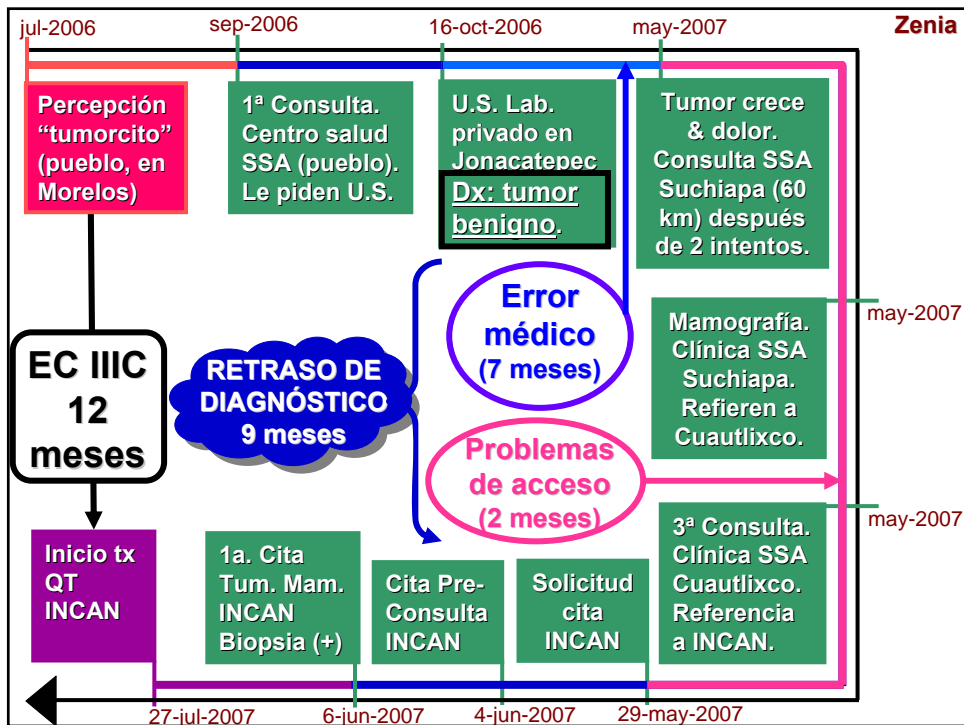 jul-2006
sep-2006
16-oct-2006
may-2007
Zenia
Percepción
“tumorcito”
(pueblo, en
Morelos)
1ª Consulta.
Centro salud
SSA (pueblo).
Le piden U.S.
U.S. Lab.
privado en
Jonacatepec
Dx: tumor
benigno.
Tumor crece
& dolor.
Consulta SSA
Suchiapa (60
km) después
de 2 intentos.
may-2007
Mamografía.
Clínica SSA
Suchiapa.
Refieren a
Cuautlixco.
Error
médico
(7 meses)
EC IIIC
12
meses
RETRASO DE
DIAGNÓSTICO
9 meses
Problemas
de acceso
(2 meses)
may-2007
3ª Consulta.
Clínica SSA
Cuautlixco.
Referencia
a INCAN.
Solicitud
cita
INCAN
Cita Pre-
Consulta
INCAN
1a. Cita
Tum. Mam.
INCAN
Biopsia (+)
Inicio tx
QT
INCAN
27-jul-2007
6-jun-2007
4-jun-2007
29-may-2007